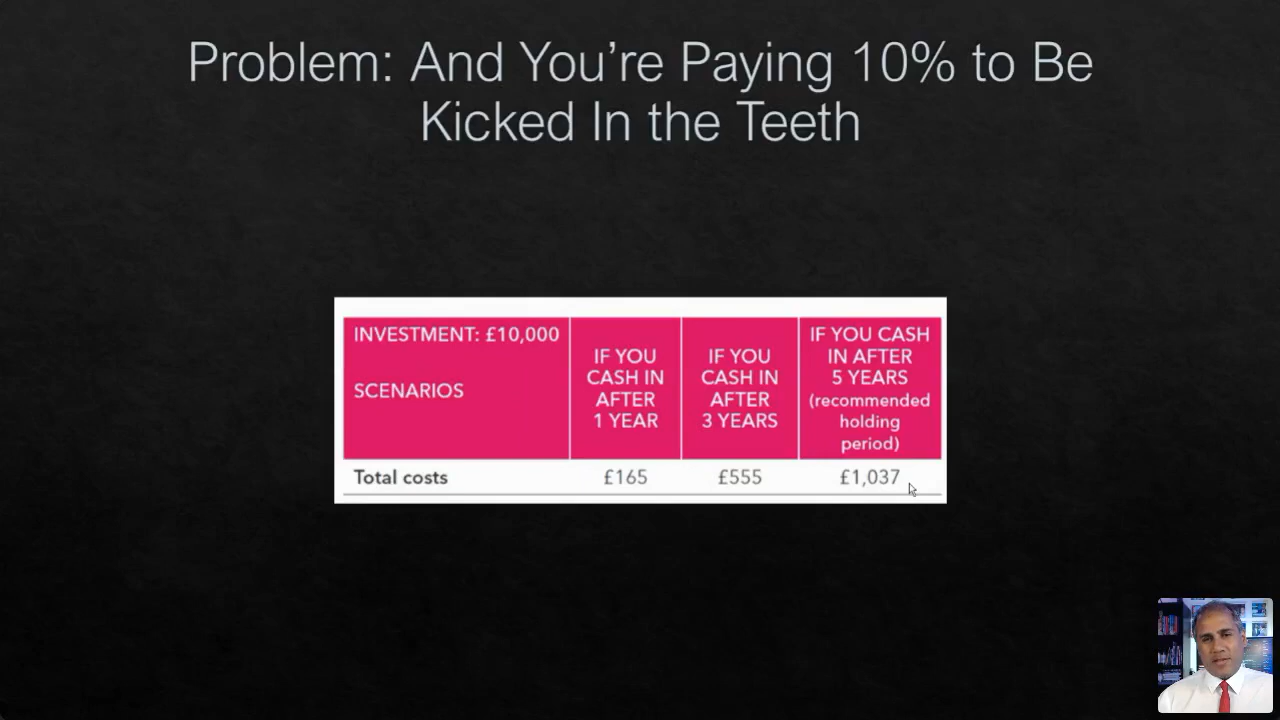 Problem: And You’re Paying 10% to Be
Kicked In the Teeth
INVESTMENT: £10,000
SCENARIOS
IF YOU
CASH IN
AFTER
1 YEAR
IF YOU
CASH IN
AFTER
3 YEARS
IF YOU CASH
IN AFTER
5 YEARS
(recommended
holding
period)
Total costs
£165
£555
£1,037